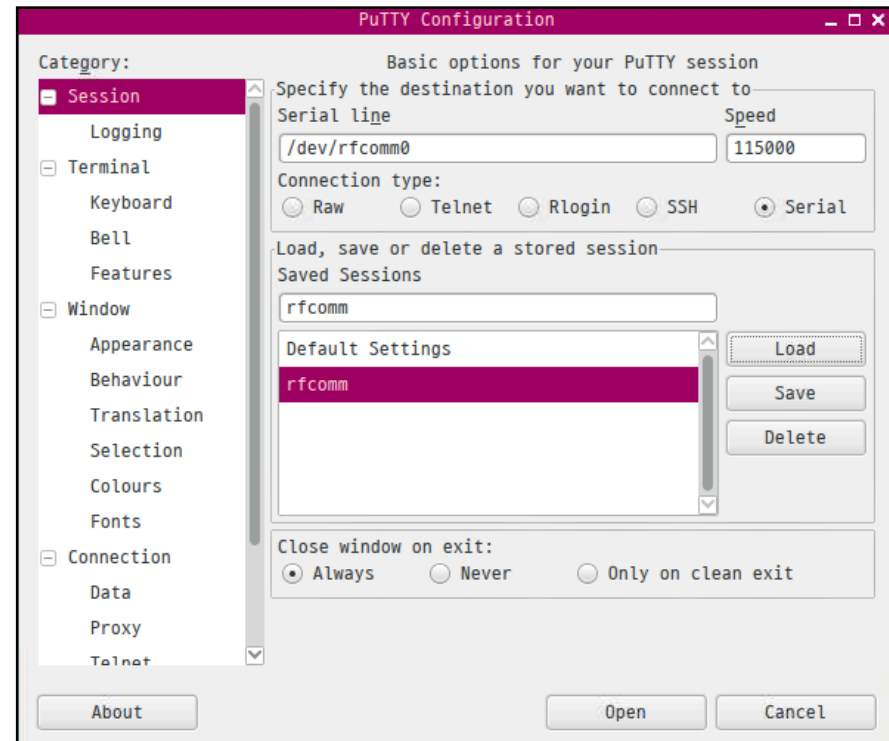 PuTTY Configuration
Category:
Session
Logging
Terminal
Keyboard
Bell
Features
Window
Appearance
Behaviour
Translation
Selection
Colours
Fonts
Connection
Data
Proxy
Telnet
Basic options for your PuTTY session
Specify the destination you want to connect to
Serial line Speed
/dev/rfcomm0 115000
Connection type:
Raw Telnet Rlogin SSH Serial
Load, save or delete a stored session
Saved Sessions
rfcomm
Default Settings Load
rfcomm Save
Delete
Close window on exit:
Always Never Only on clean exit
About Open Cancel